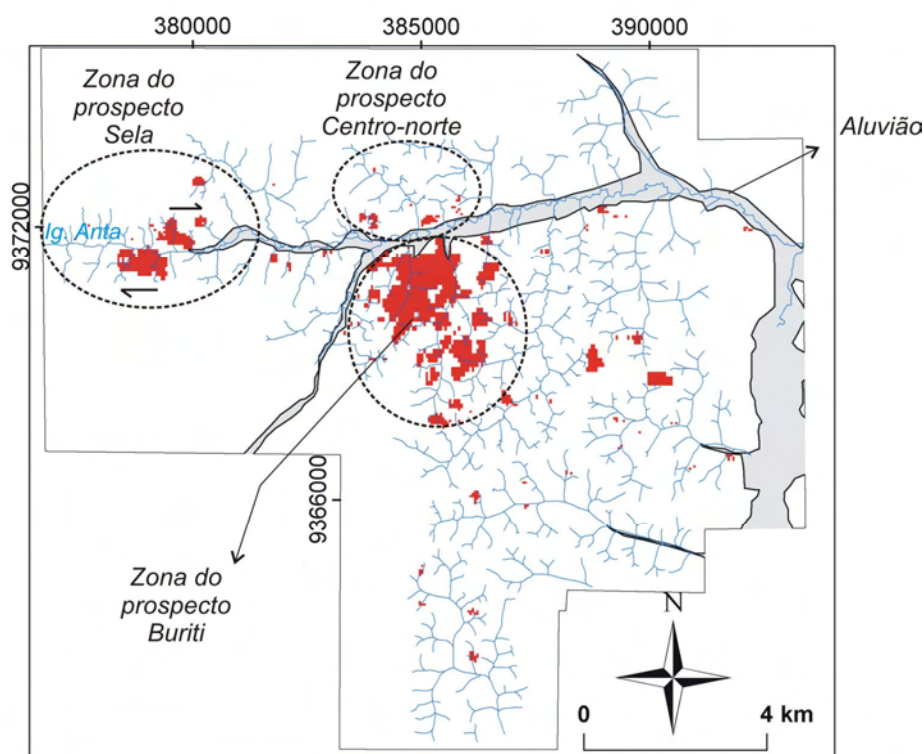 380000
385000
390000
Zona do
prospecto
Sela
Zona do
prospecto
Centro-norte
Aluvião
9372000
Ig. Anta
9366000
Zona do
prospecto
Buriti
N
0
4 km